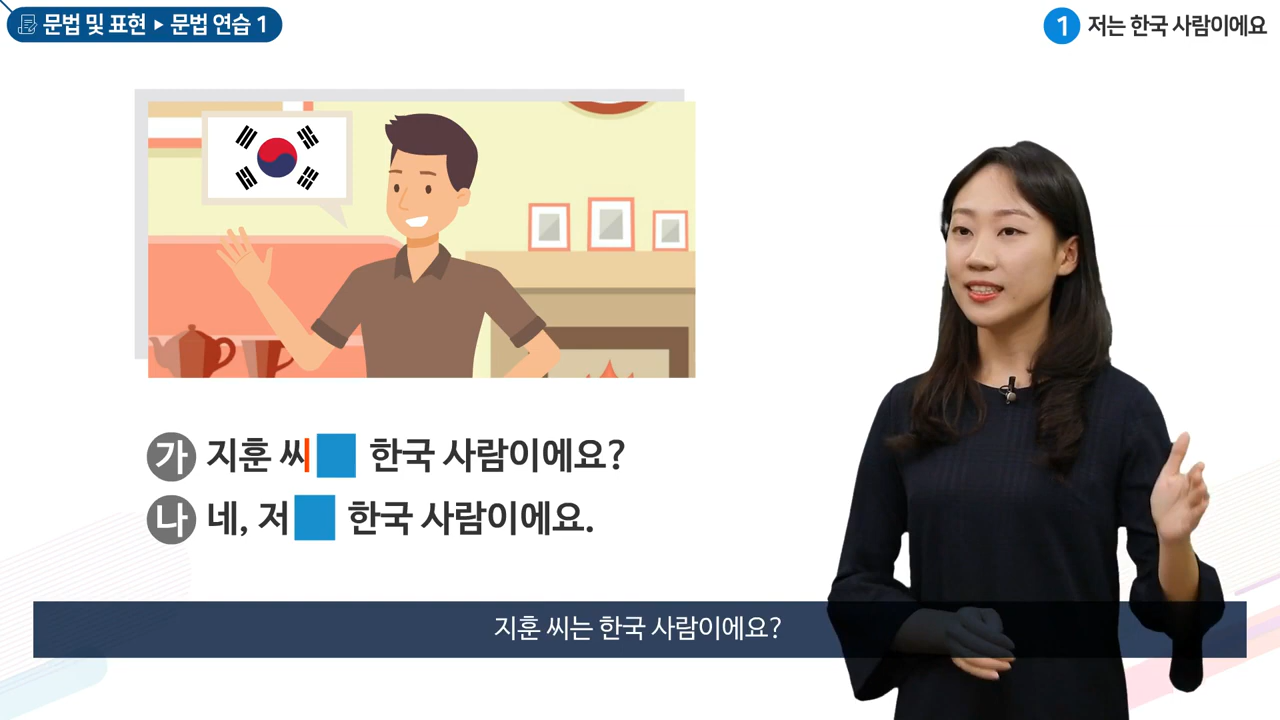 문법 및 표현 ▶ 문법 연습 1
1 저는 한국 사람이에요
가 지훈 씨 한국 사람이에요?
나 네, 저 한국 사람이에요.
지훈 씨는 한국 사람이에요?